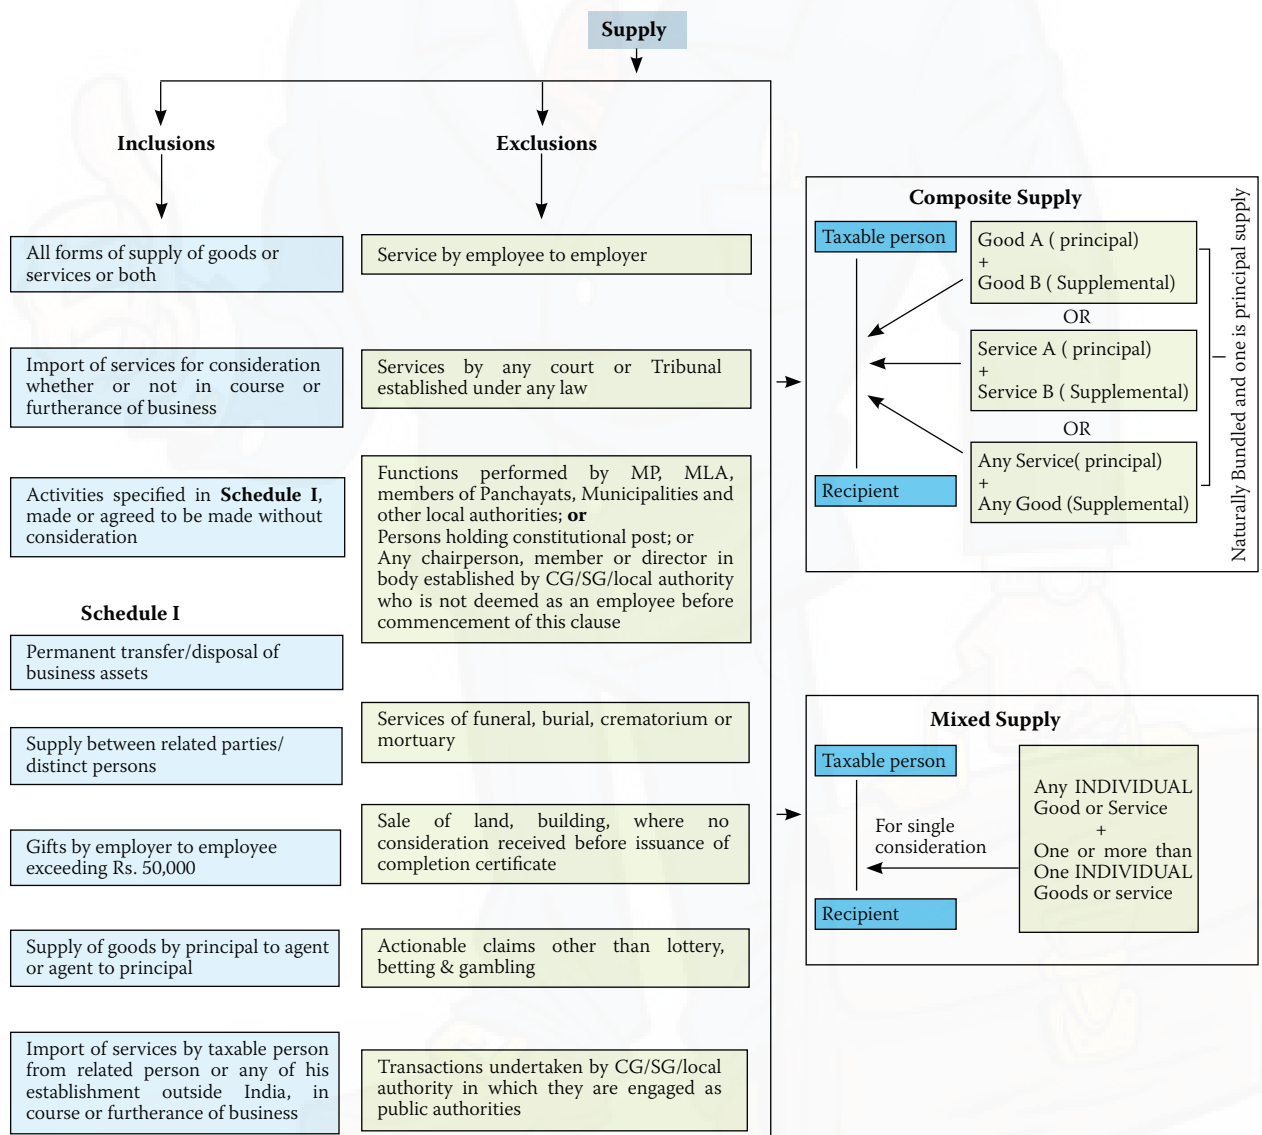 Supply
Inclusions
All forms of supply of goods or
services or both
Import of services for consideration
whether or not in course or
furtherance of business
Activities specified in Schedule I,
made or agreed to be made without
consideration
Schedule I
Permanent transfer/disposal of
business assets
Supply between related parties/
distinct persons
Gifts by employer to employee
exceeding Rs. 50,000
Supply of goods by principal to agent
or agent to principal
Import of services by taxable person
from related person or any of his
establishment outside India, in
course or furtherance of business
Exclusions
Service by employee to employer
Services by any court or Tribunal
established under any law
Functions performed by MP, MLA,
members of Panchayats, Municipalities and
other local authorities; or
Persons holding constitutional post; or
Any chairperson, member or director in
body established by CG/SG/local authority
who is not deemed as an employee before
commencement of this clause
Services of funeral, burial, crematorium or
mortuary
Sale of land, building, where no
consideration received before issuance of
completion certificate
Actionable claims other than lottery,
betting & gambling
Transactions undertaken by CG/SG/local
authority in which they are engaged as
public authorities
Composite Supply
Taxable person
Recipient
Good A ( principal)
+
Good B ( Supplemental)
OR
Service A ( principal)
+
Service B ( Supplemental)
OR
Any Service( principal)
+
Any Good (Supplemental)
Naturally Bundled and one is principal supply
Mixed Supply
Taxable person
For single
consideration
Recipient
Any INDIVIDUAL
Good or Service
+
One or more than
One INDIVIDUAL
Goods or service